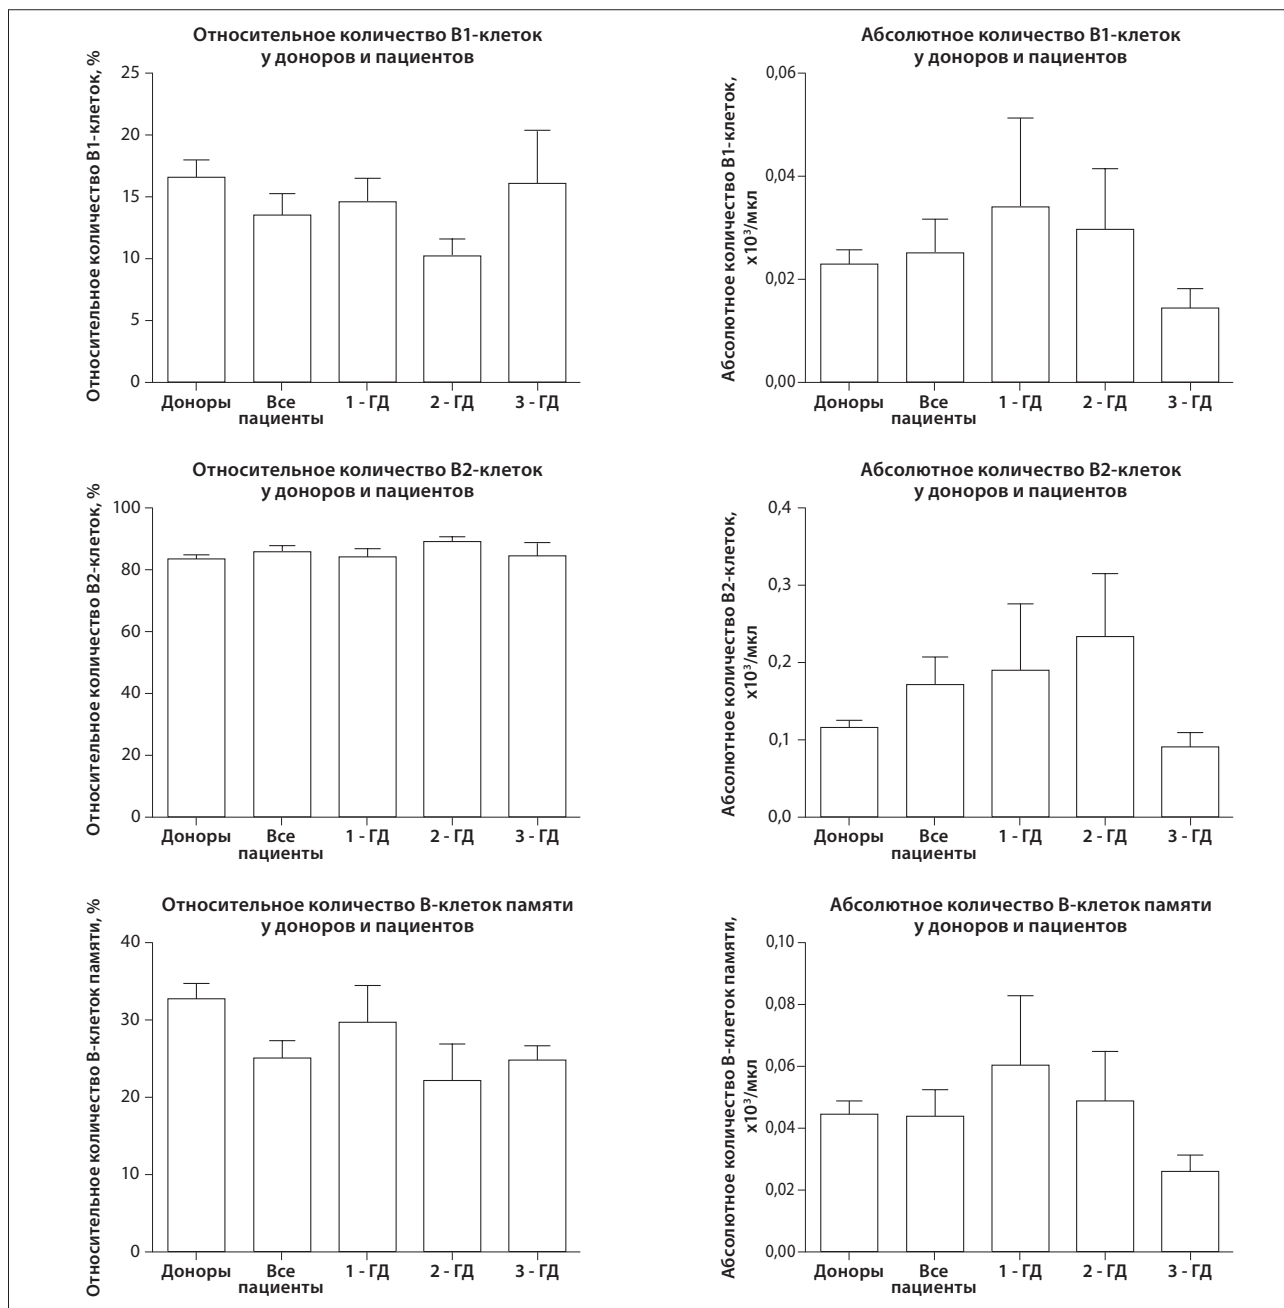 Относительное количество В1-клеток
у доноров и пациентов
Относительное количество В1-клеток, %
25
20
15
10
5
0
Доноры
Все
пациенты
1 - ГД
2 - ГД
3 - ГД
Абсолютное количество В1-клеток
у доноров и пациентов
Абсолютное количество В1-клеток,
х10³/мкл
0,06
0,04
0,02
0,00
Доноры
Все
пациенты
1 - ГД
2 - ГД
3 - ГД
Относительное количество В2-клеток
у доноров и пациентов
Относительное количество В2-клеток, %
100
80
60
40
20
0
Доноры
Все
пациенты
1 - ГД
2 - ГД
3 - ГД
Абсолютное количество В2-клеток
у доноров и пациентов
Абсолютное количество В2-клеток,
х10³/мкл
0,4
0,3
0,2
0,1
0,0
Доноры
Все
пациенты
1 - ГД
2 - ГД
3 - ГД
Относительное количество В-клеток памяти
у доноров и пациентов
Относительное количество В-клеток памяти, %
40
30
20
10
0
Доноры
Все
пациенты
1 - ГД
2 - ГД
3 - ГД
Абсолютное количество В-клеток памяти
у доноров и пациентов
Абсолютное количество В-клеток памяти,
х10³/мкл
0,10
0,08
0,06
0,04
0,02
0,00
Доноры
Все
пациенты
1 - ГД
2 - ГД
3 - ГД